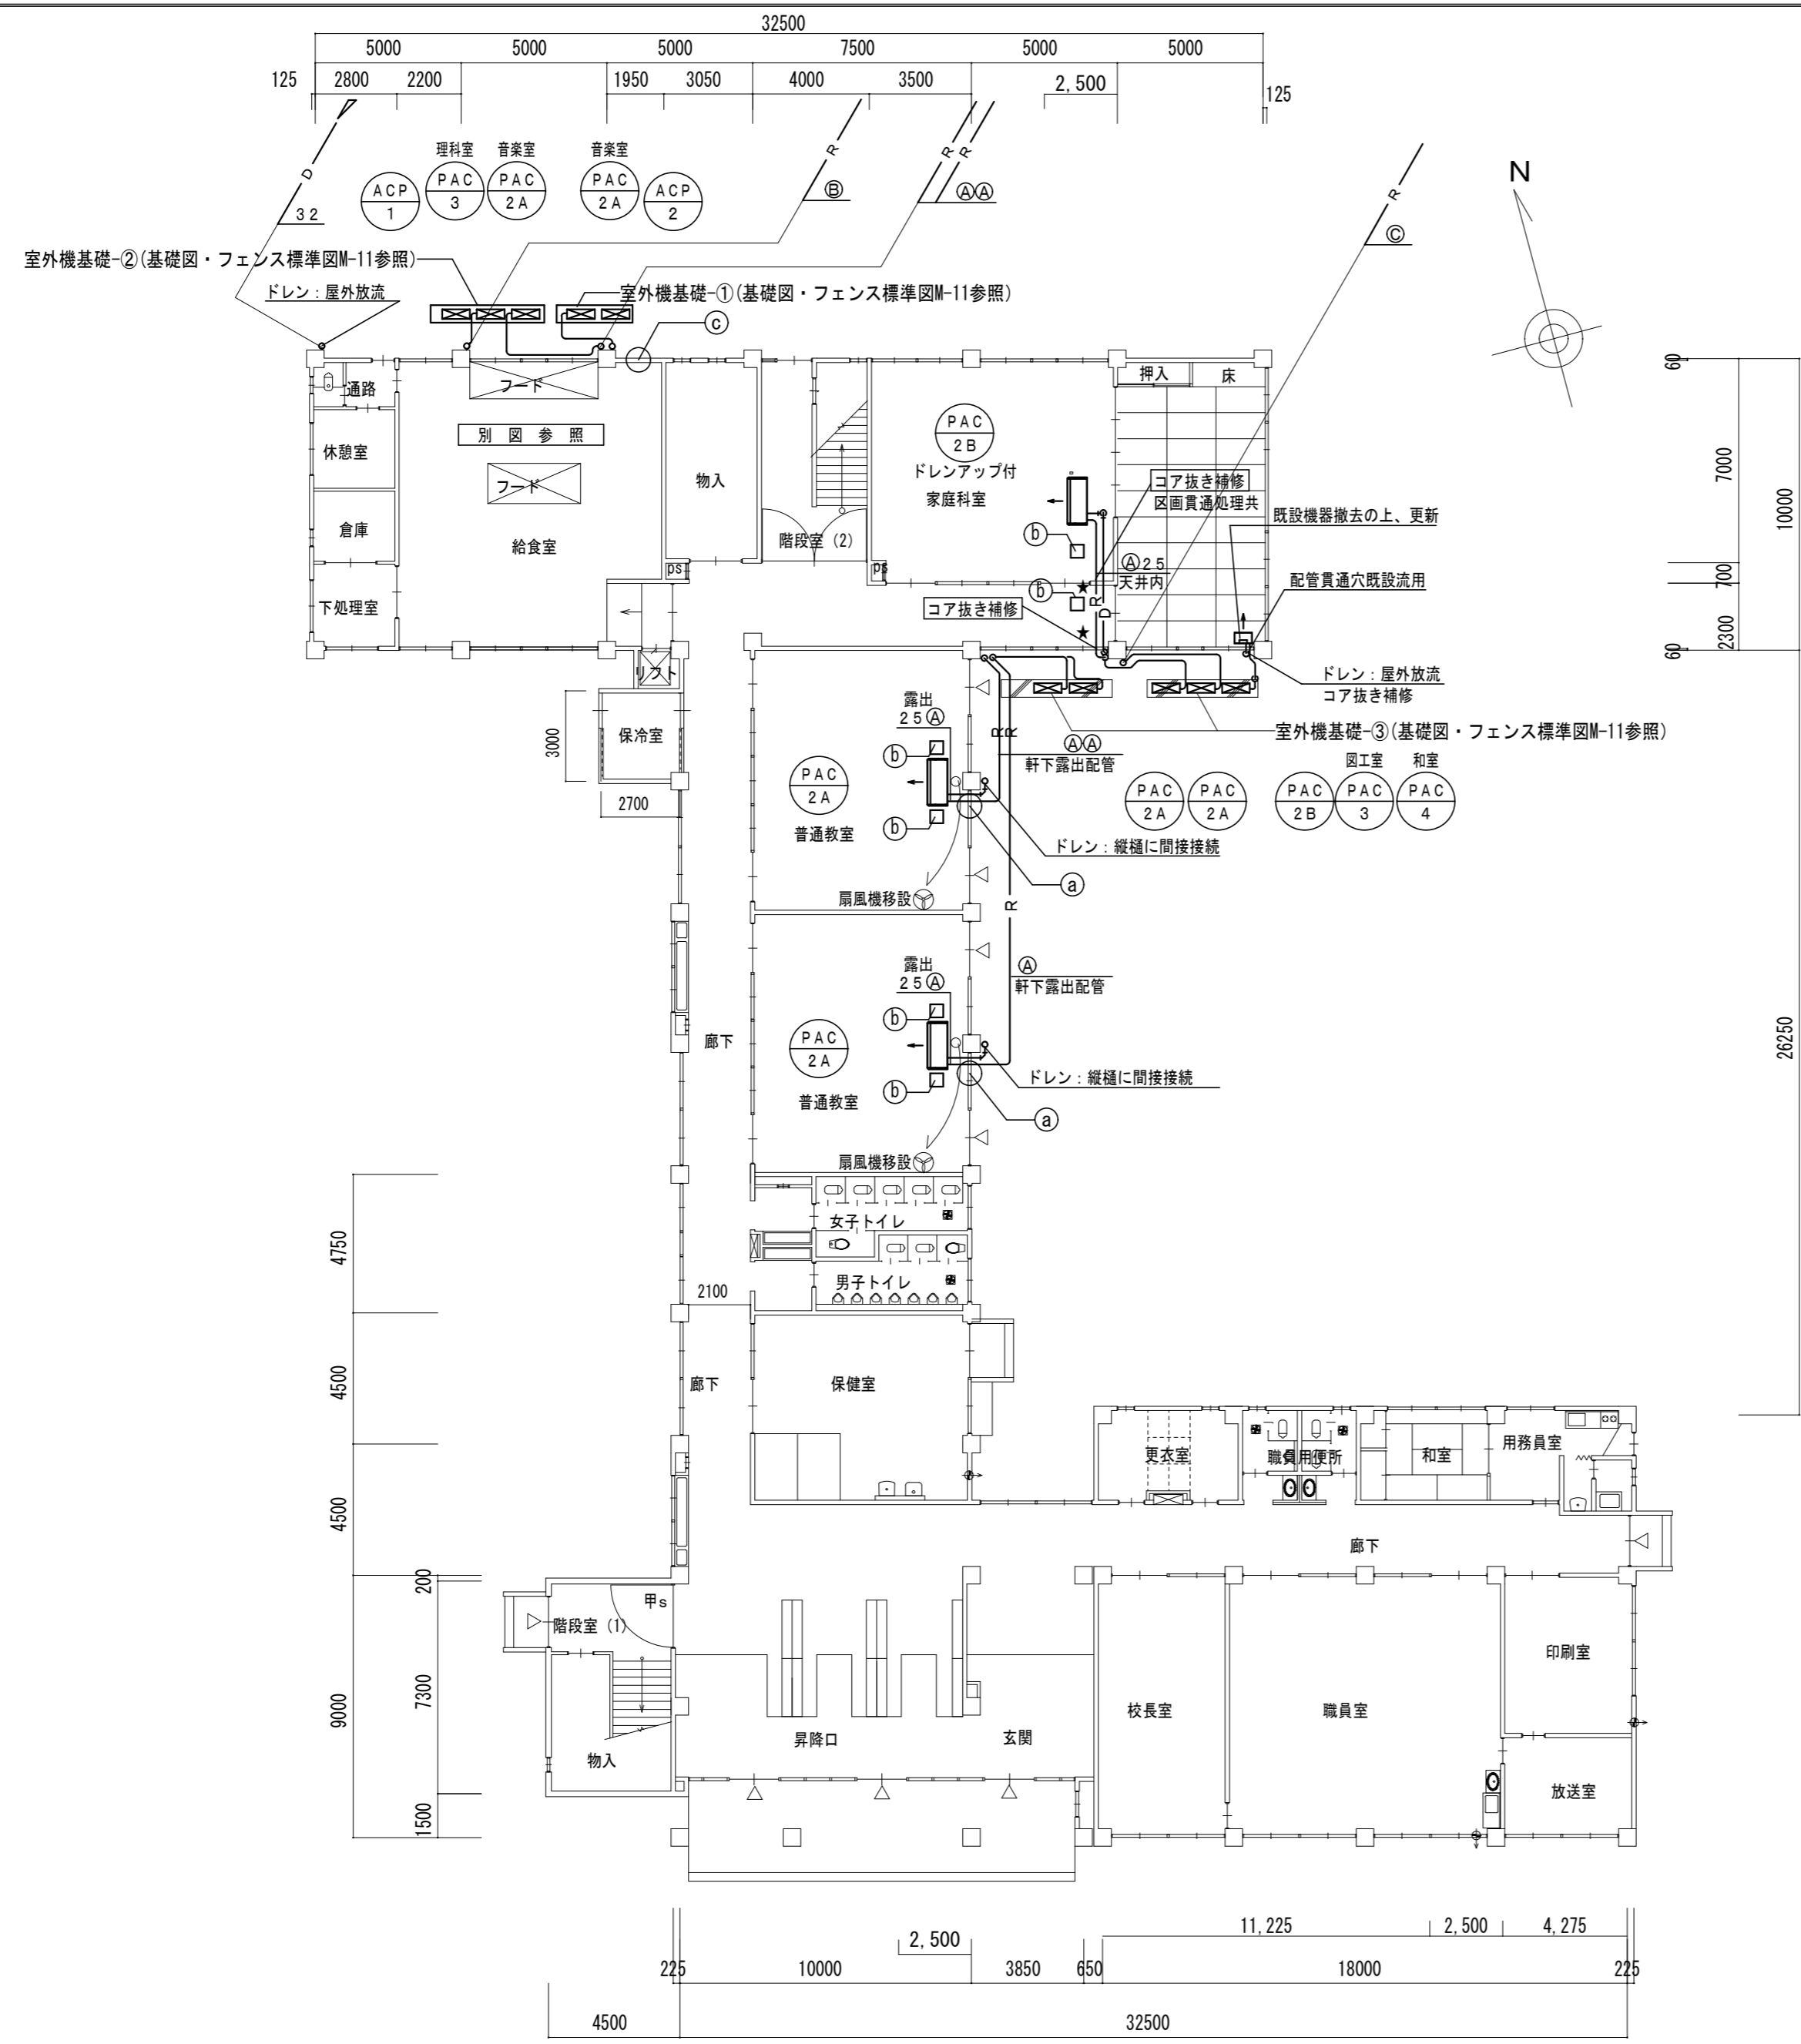 32500
5000 5000 5000 7500 5000 5000
125 2800 2200 1950 3050 4000 3500 2,500 125
理科室 音楽室 音楽室
ACP 1
PAC 3
PAC 2A
PAC 2A
ACP 2
D
32
R
Ⓑ
R R
ⒶⒶ
R
Ⓒ
N
室外機基礎-②(基礎図・フェンス標準図M-11参照)
ドレン:屋外放流
室外機基礎-①(基礎図・フェンス標準図M-11参照)
ⓒ
フード
通路
押入 床
別図参照
休憩室
フード
物入
PAC 2B
ドレンアップ付
家庭科室
コア抜き補修
区画貫通処理共
既設機器撤去の上、更新
倉庫
給食室
階段室(2)
ⓑ
ps ps
Ⓐ25
天井内
配管貫通穴既設流用
下処理室
ⓑ
★
コア抜き補修
R D
★
リフト
ドレン:屋外放流
コア抜き補修
60
7000
10000
700
2300
60
26250
保冷室
3000
2700
露出
25Ⓐ
ⓑ
PAC 2A
普通教室
ⓑ
R R
ⒶⒶ
軒下露出配管
室外機基礎-③(基礎図・フェンス標準図M-11参照)
図工室 和室
PAC 2A
PAC 2A
PAC 2B
PAC 3
PAC 4
ドレン:縦樋に間接接続
ⓐ
扇風機移設
R
露出
25Ⓐ
Ⓐ
軒下露出配管
ⓑ
廊下
PAC 2A
普通教室
ⓑ
ドレン:縦樋に間接接続
ⓐ
扇風機移設
女子トイレ
男子トイレ
4750
2100
4500
廊下
保健室
更衣室
職員用便所
和室
用務員室
4500
廊下
200
甲s
階段室(1)
印刷室
9000
7300
校長室
職員室
昇降口
玄関
物入
放送室
1500
2,500 11,225 2,500 4,275
225 10000 3850 650 18000 225
4500 32500